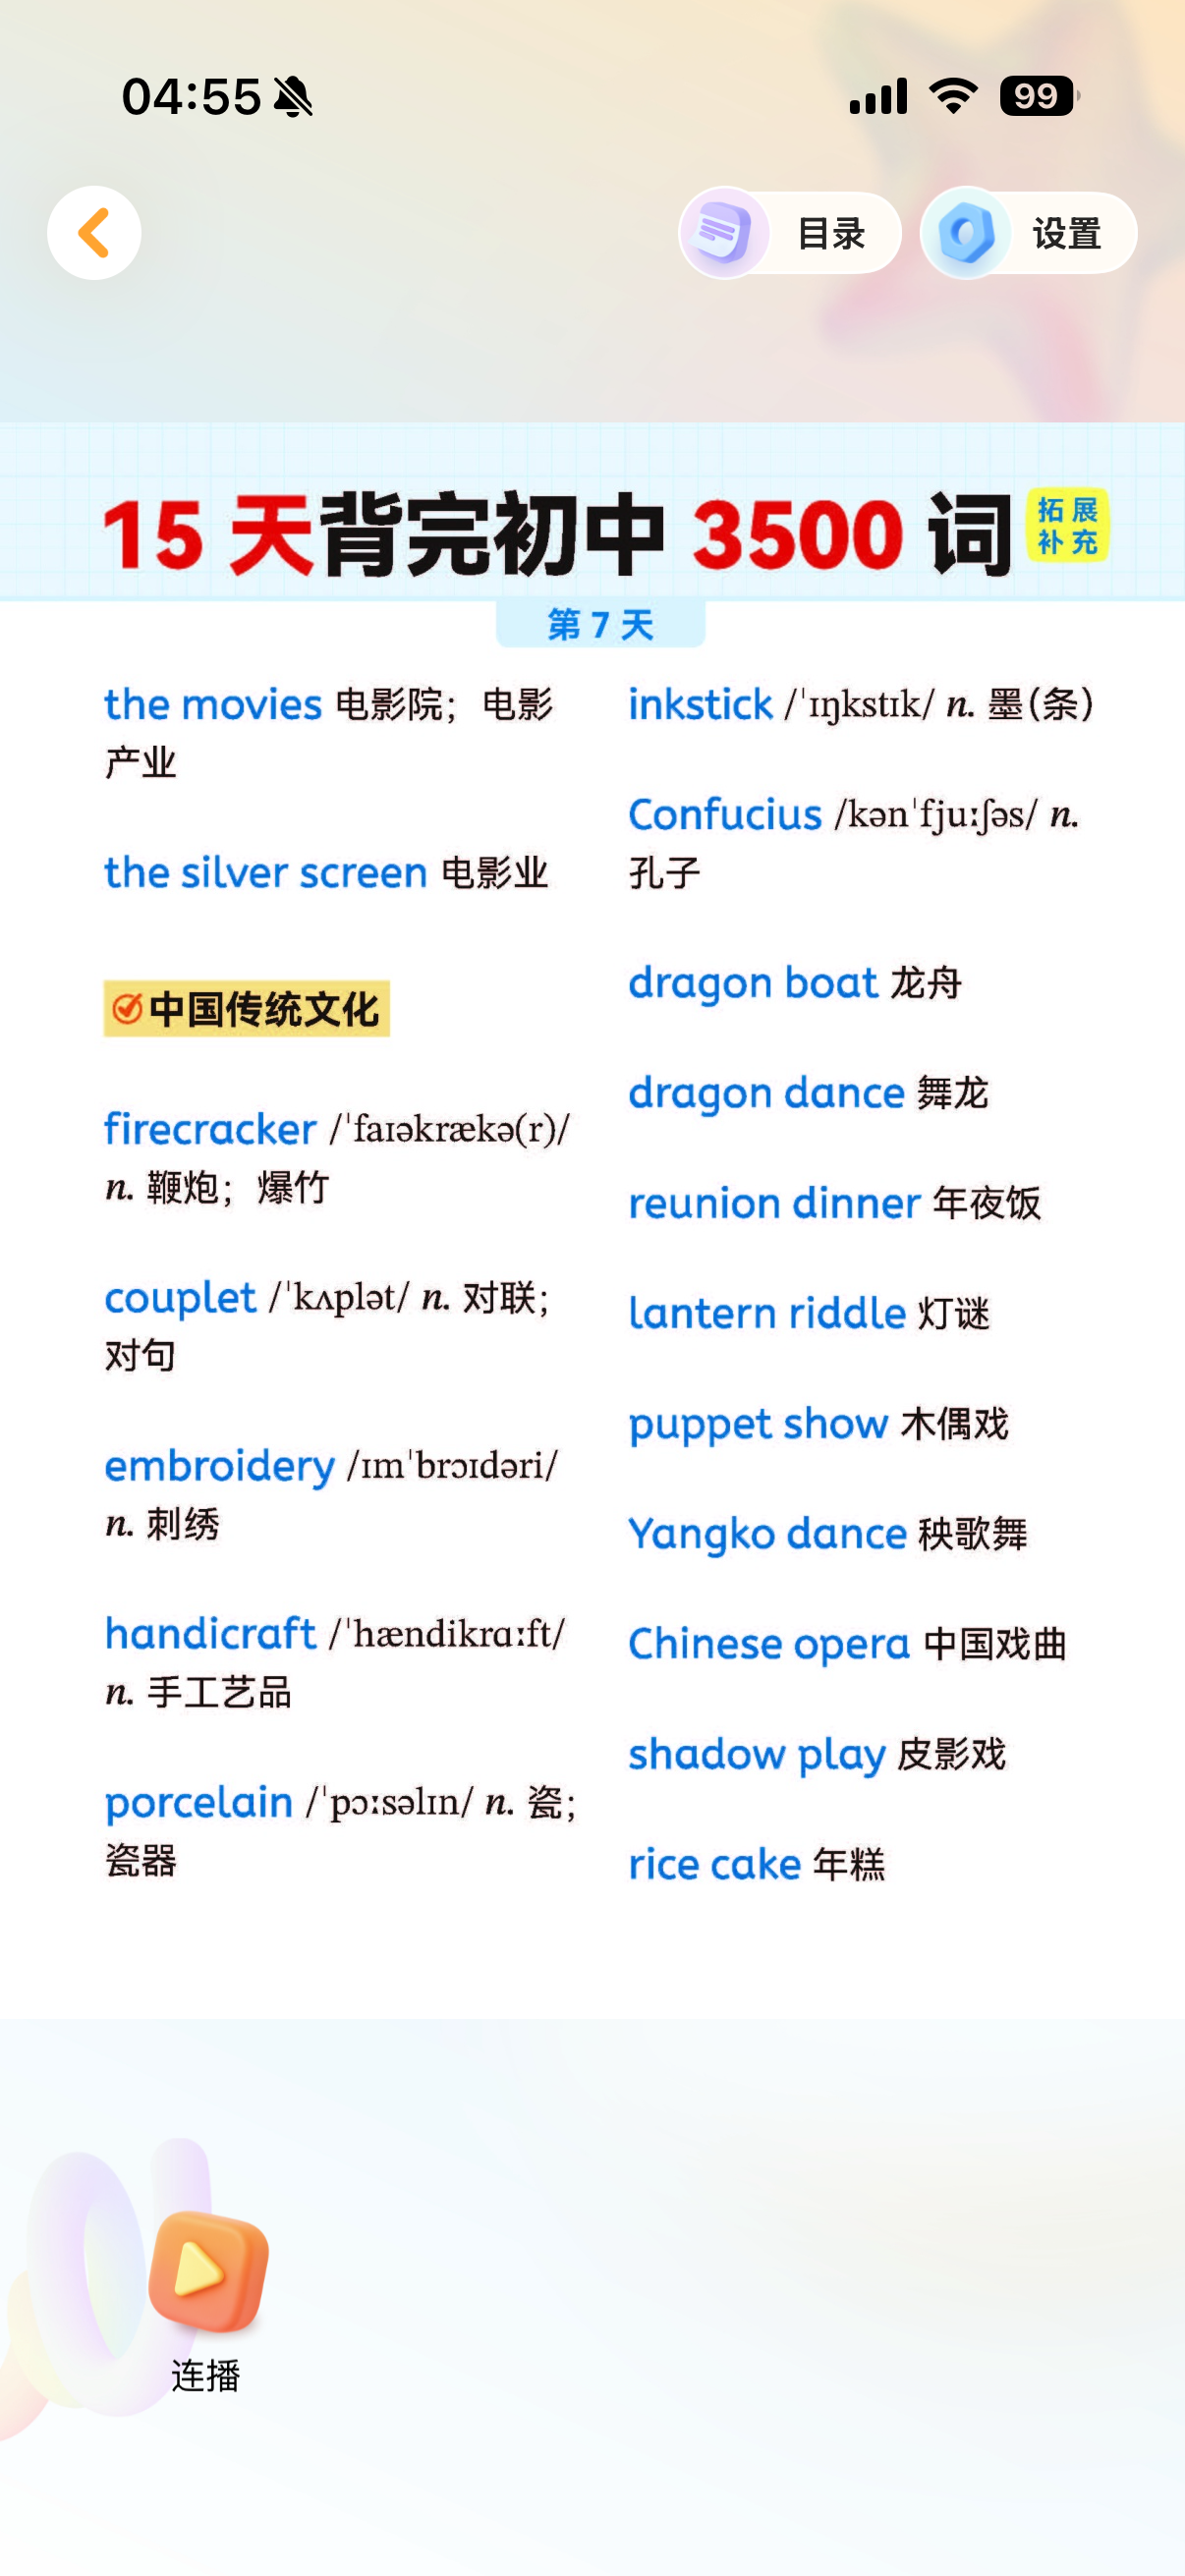 04:55
99
目录
设置
15 天背完初中 3500 词
拓展
补充
第 7 天
the movies 电影院；电影
产业
the silver screen 电影业
中国传统文化
firecracker /ˈfaɪəkrækə(r)/
n. 鞭炮；爆竹
couplet /ˈkʌplət/ n. 对联；
对句
embroidery /ɪmˈbrɔɪdəri/
n. 刺绣
handicraft /ˈhændikrɑːft/
n. 手工艺品
porcelain /ˈpɔːsəlɪn/ n. 瓷；
瓷器
inkstick /ˈɪŋkstɪk/ n. 墨（条）
Confucius /kənˈfjuːʃəs/ n.
孔子
dragon boat 龙舟
dragon dance 舞龙
reunion dinner 年夜饭
lantern riddle 灯谜
puppet show 木偶戏
Yangko dance 秧歌舞
Chinese opera 中国戏曲
shadow play 皮影戏
rice cake 年糕
连播